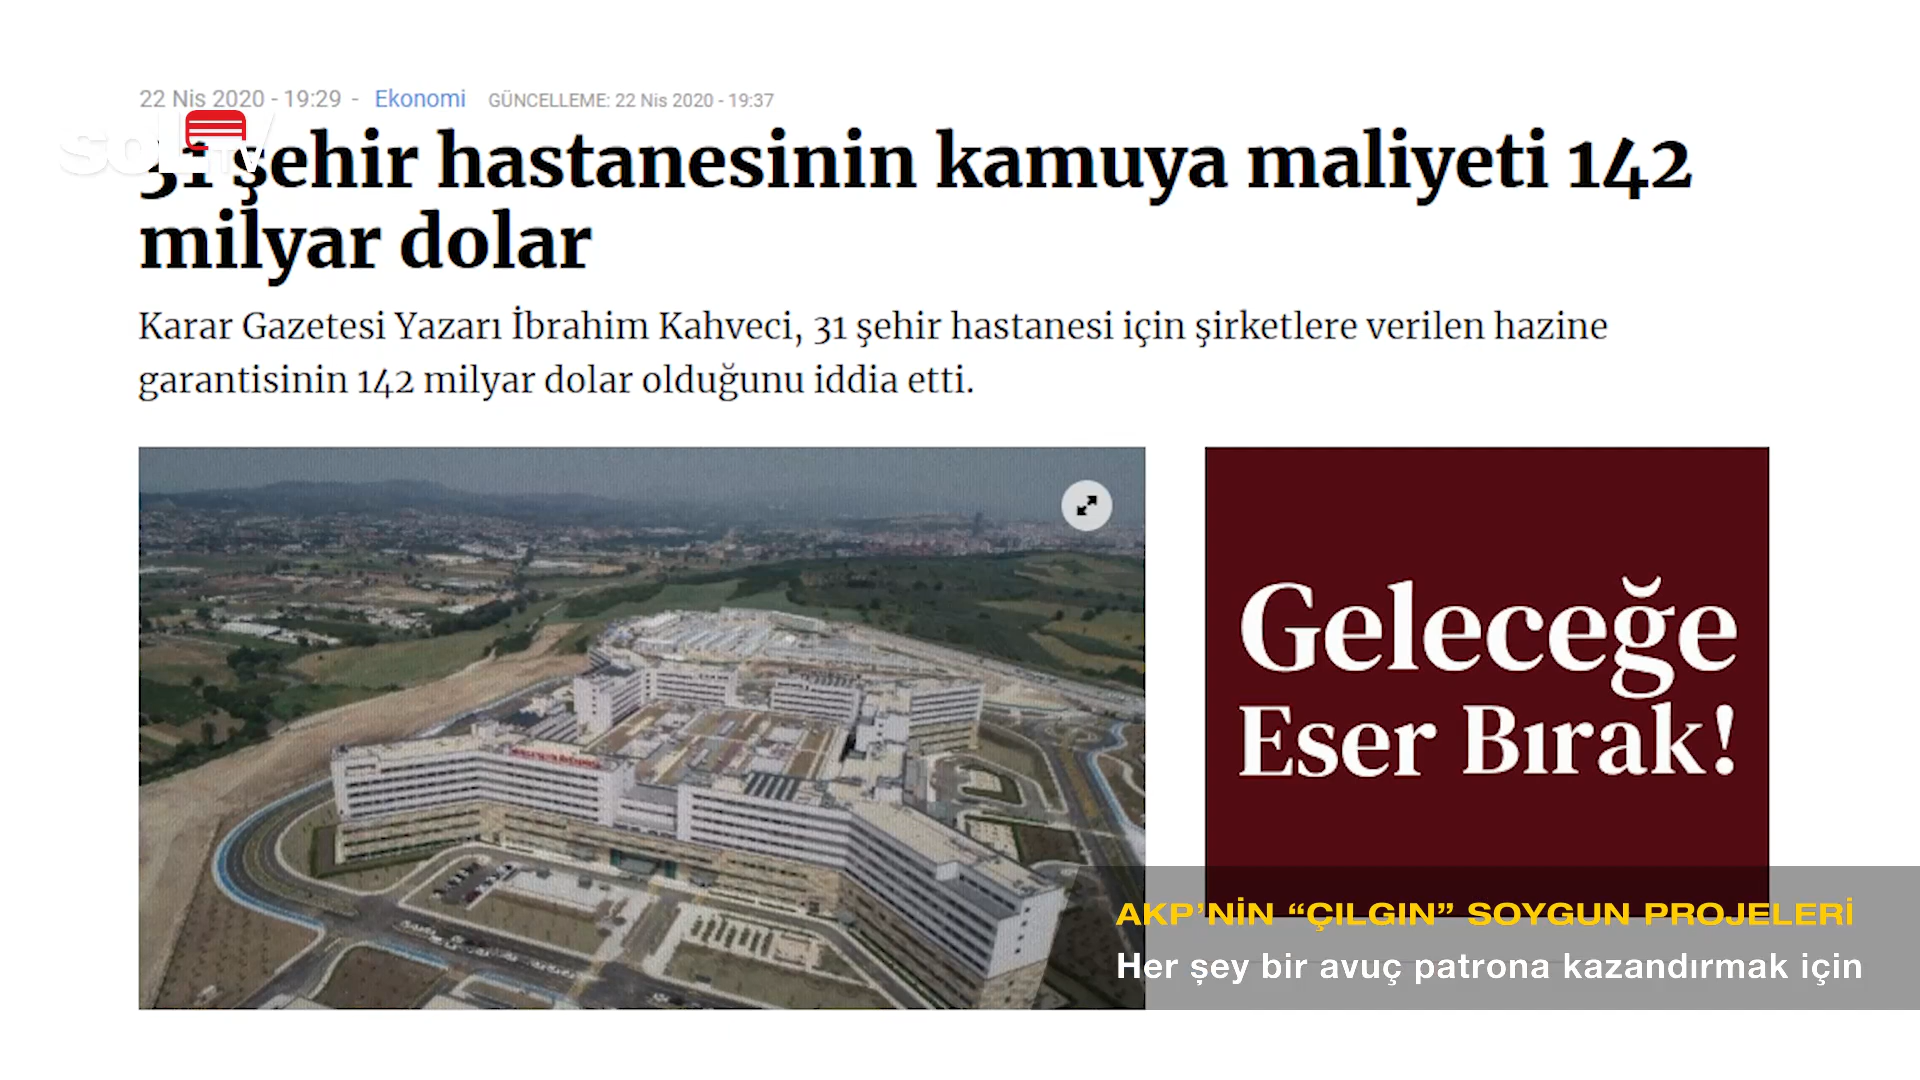 22 Nis 2020 - 19:29 - Ekonomi GÜNCELLEME: 22 Nis 2020 - 19:37
sol TV
31 şehir hastanesinin kamuya maliyeti 142
milyar dolar
Karar Gazetesi Yazarı İbrahim Kahveci, 31 şehir hastanesi için şirketlere verilen hazine
garantisinin 142 milyar dolar olduğunu iddia etti.
Geleceğe
Eser Bırak!
AKP’NİN “ÇILGIN” SOYGUN PROJELERİ
Her şey bir avuç patrona kazandırmak için